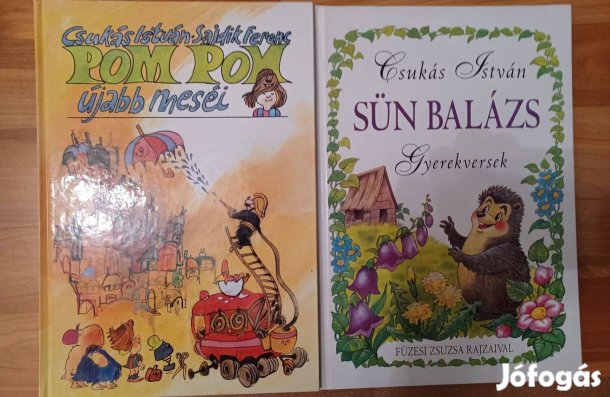 Csukás István-Sajdik Ferenc
POM POM
újabb meséi
Csukás István
SÜN BALÁZS
Gyerekversek
FÜZESI ZSUZSA RAJZAIVAL
Jófogás